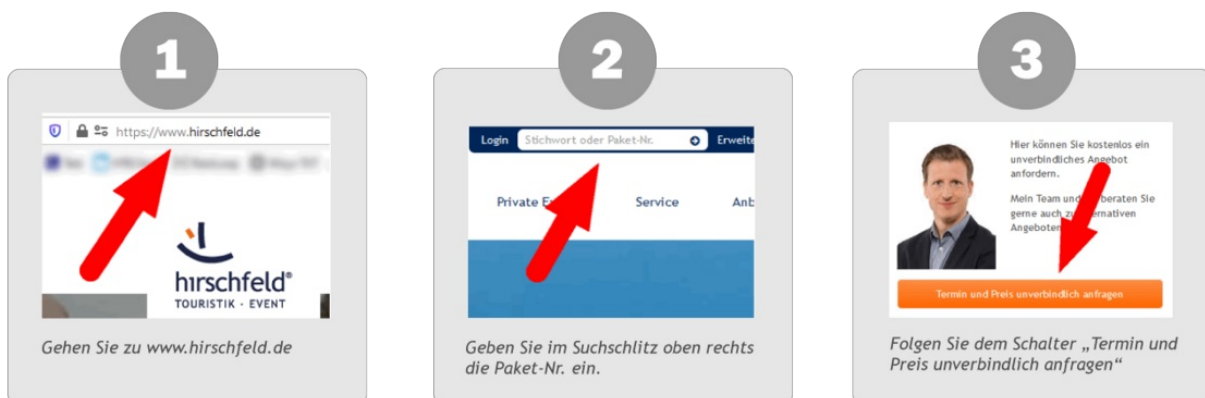 1
https://www.hirschfeld.de
hirschfeld®
TOURISTIK · EVENT
Gehen Sie zu www.hirschfeld.de
2
Login Stichwort oder Paket-Nr. Erweite
Private Service Anb
Geben Sie im Suchschlitz oben rechts
die Paket-Nr. ein.
3
Hier können Sie kostenlos ein
unverbindliches Angebot
anfordern.
Mein Team und beraten Sie
gerne auch
Angeboten
Termin und Preis unverbindlich anfragen
Folgen Sie dem Schalter „Termin und
Preis unverbindlich anfragen“